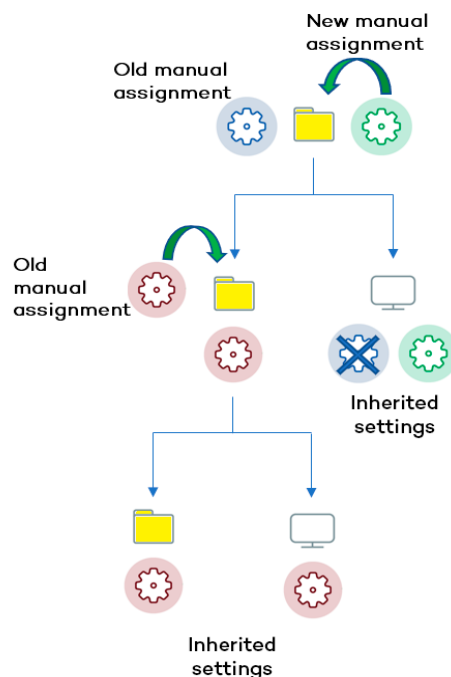 New manual
assignment
Old manual
assignment
Old
manual
assignment
Inherited
settings
Inherited
settings